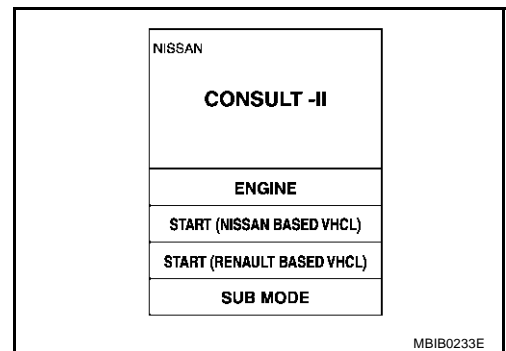 NISSAN
CONSULT -II
ENGINE
START (NISSAN BASED VHCL)
START (RENAULT BASED VHCL)
SUB MODE
MBIB0233E